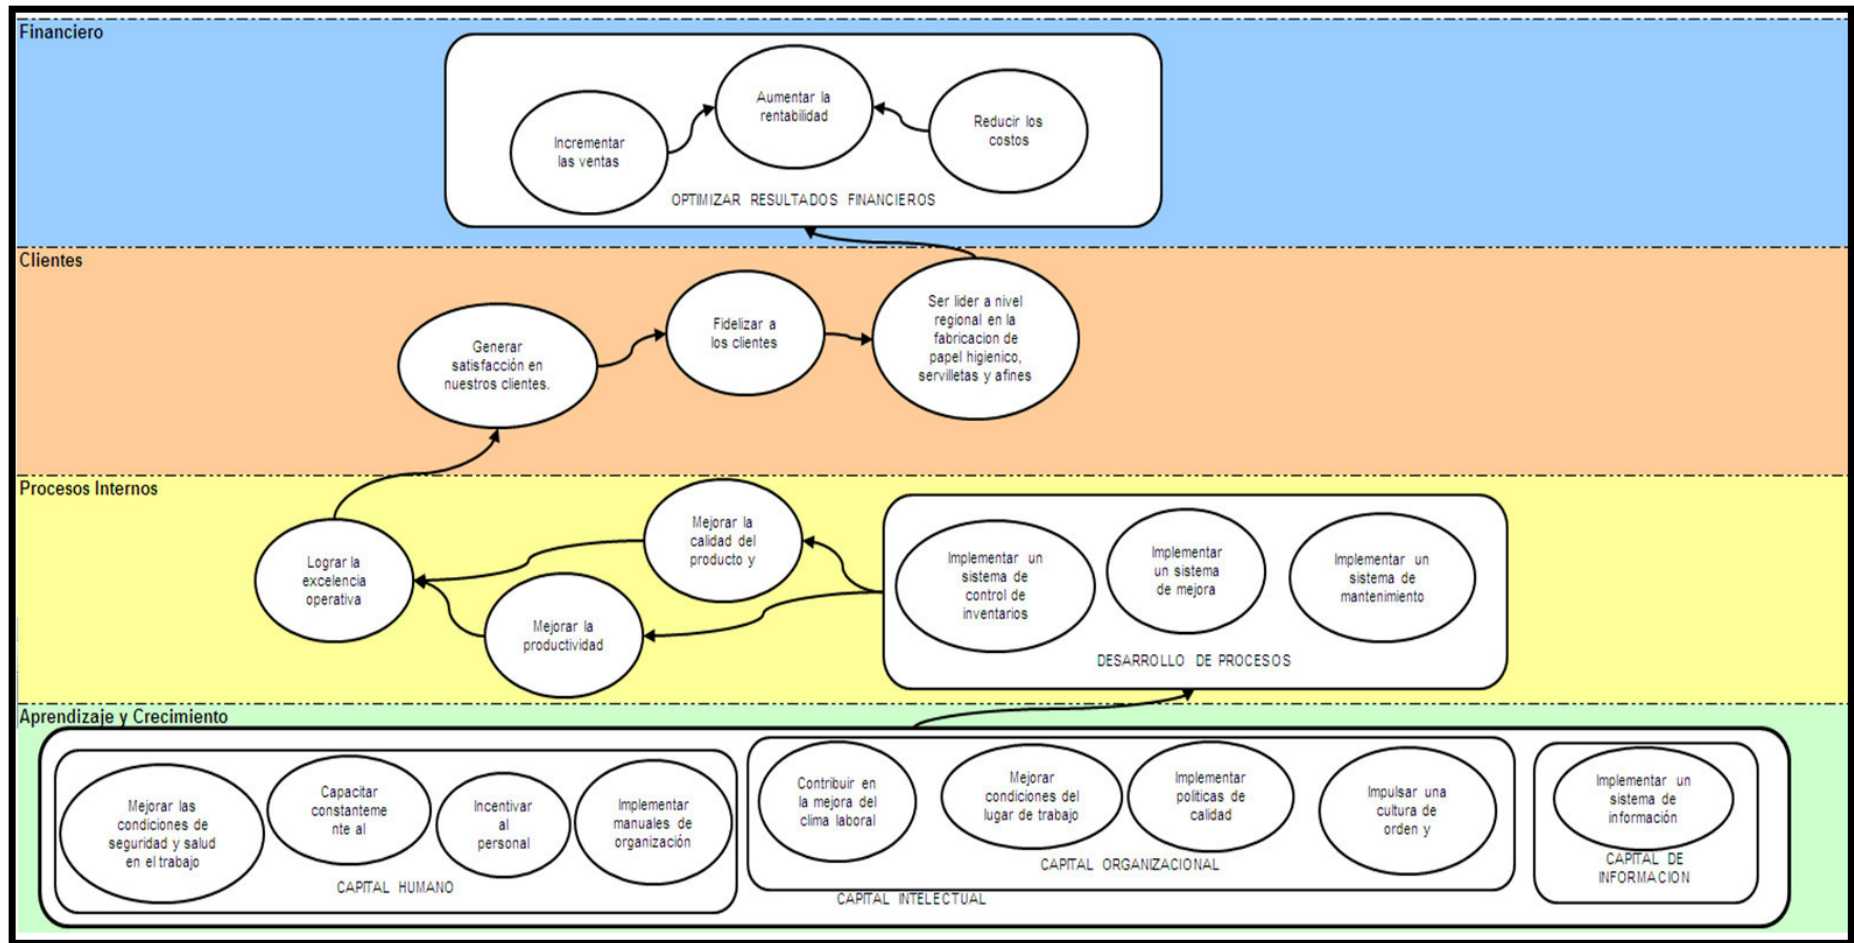 Financiero
Incrementar
las ventas
Aumentar la
rentabilidad
Reducir los
costos
OPTIMIZAR RESULTADOS FINANCIEROS
Clientes
Generar
satisfacción en
nuestros clientes.
Fidelizar a
los clientes
Ser lider a nivel
regional en la
fabricacion de
papel higienico,
servilletas y afines
Procesos Internos
Lograr la
excelencia
operativa
Mejorar la
calidad del
producto y
Mejorar la
productividad
Implementar un
sistema de
control de
inventarios
Implementar
un sistema
de mejora
Implementar un
sistema de
mantenimiento
DESARROLLO DE PROCESOS
Aprendizaje y Crecimiento
Mejorar las
condiciones de
seguridad y salud
en el trabajo
Capacitar
constanteme
nte al
Incentivar
al
personal
Implementar
manuales de
organización
CAPITAL HUMANO
Contribuir en
la mejora del
clima laboral
Mejorar
condiciones del
lugar de trabajo
Implementar
politicas de
calidad
Impulsar una
cultura de
orden y
CAPITAL ORGANIZACIONAL
Implementar un
sistema de
información
CAPITAL DE
INFORMACION
CAPITAL INTELECTUAL